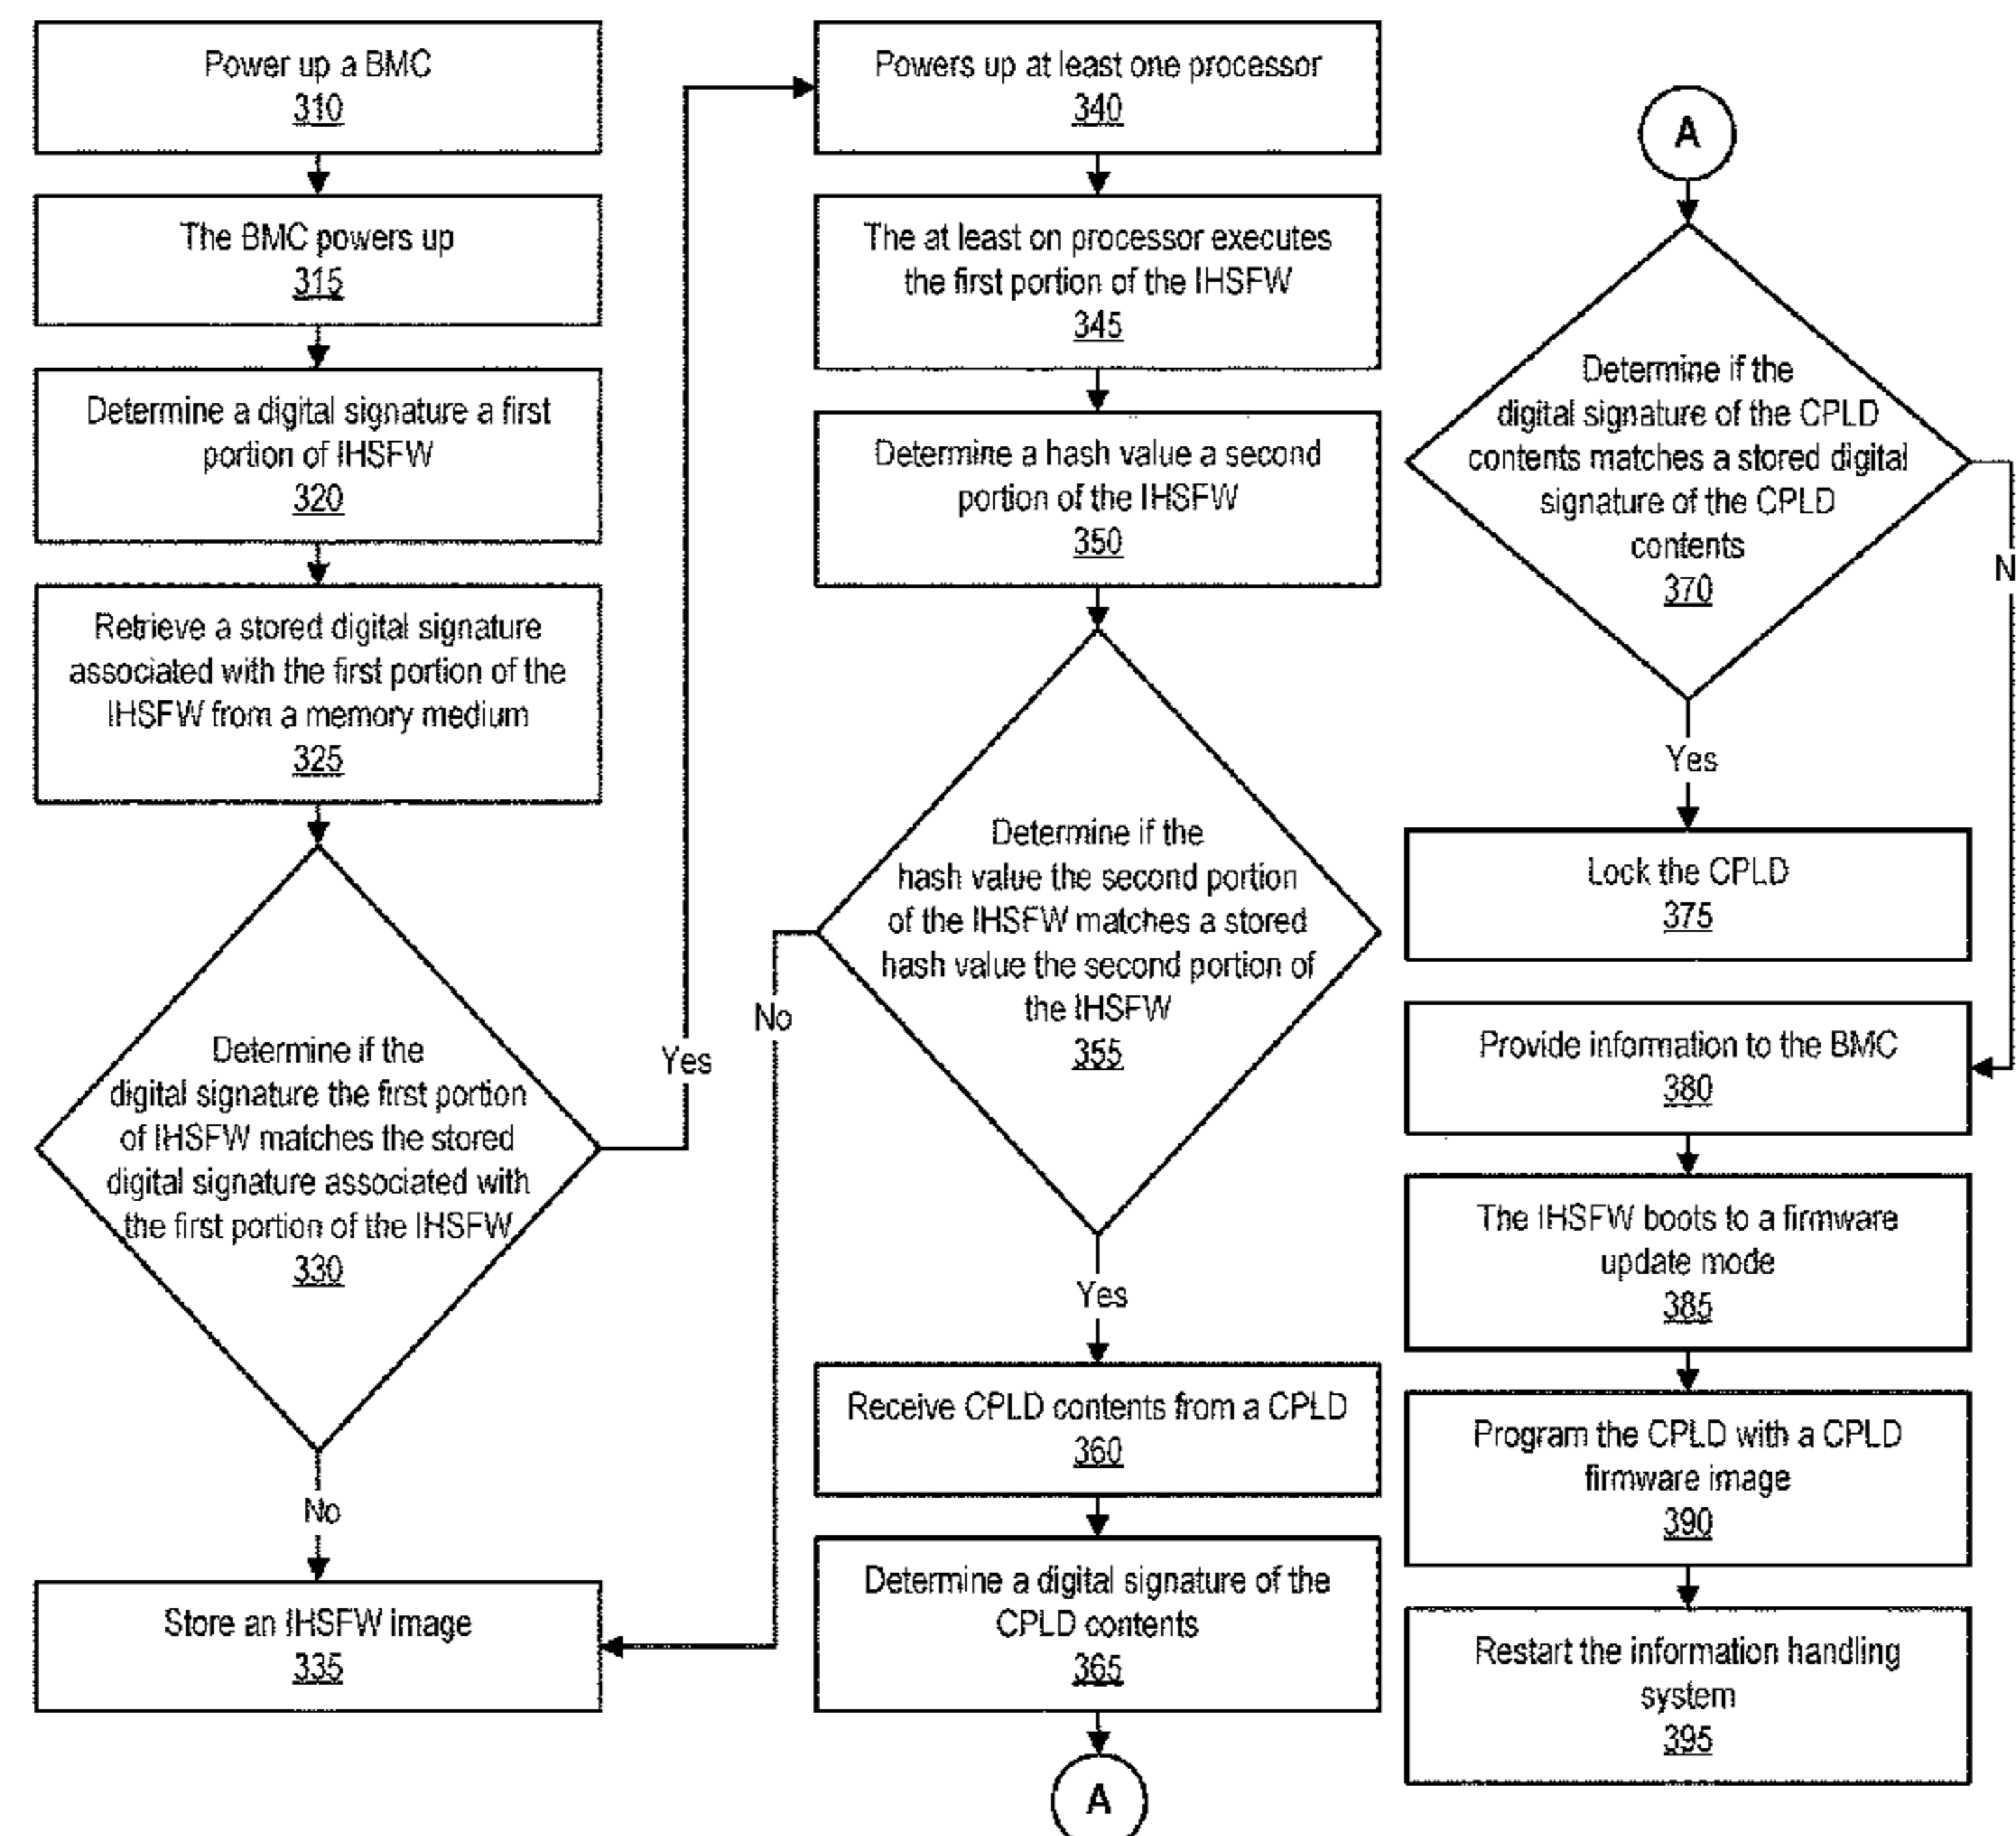 Power up a BMC
310
The BMC powers up
315
Determine a digital signature a first
portion of IHSFW
320
Retrieve a stored digital signature
associated with the first portion of the
IHSFW from a memory medium
325
Determine if the
digital signature the first portion
of IHSFW matches the stored
digital signature associated with
the first portion of the IHSFW
330
Yes
No
Store an IHSFW image
335
Powers up at least one processor
340
The at least on processor executes
the first portion of the IHSFW
345
Determine a hash value a second
portion of the IHSFW
350
Determine if the
hash value the second portion
of the IHSFW matches a stored
hash value the second portion of
the IHSFW
355
No
Yes
Receive CPLD contents from a CPLD
360
Determine a digital signature of the
CPLD contents
365
A
A
Determine if the
digital signature of the CPLD
contents matches a stored digital
signature of the CPLD
contents
370
N
Yes
Lock the CPLD
375
Provide information to the BMC
380
The IHSFW boots to a firmware
update mode
385
Program the CPLD with a CPLD
firmware image
390
Restart the information handling
system
395